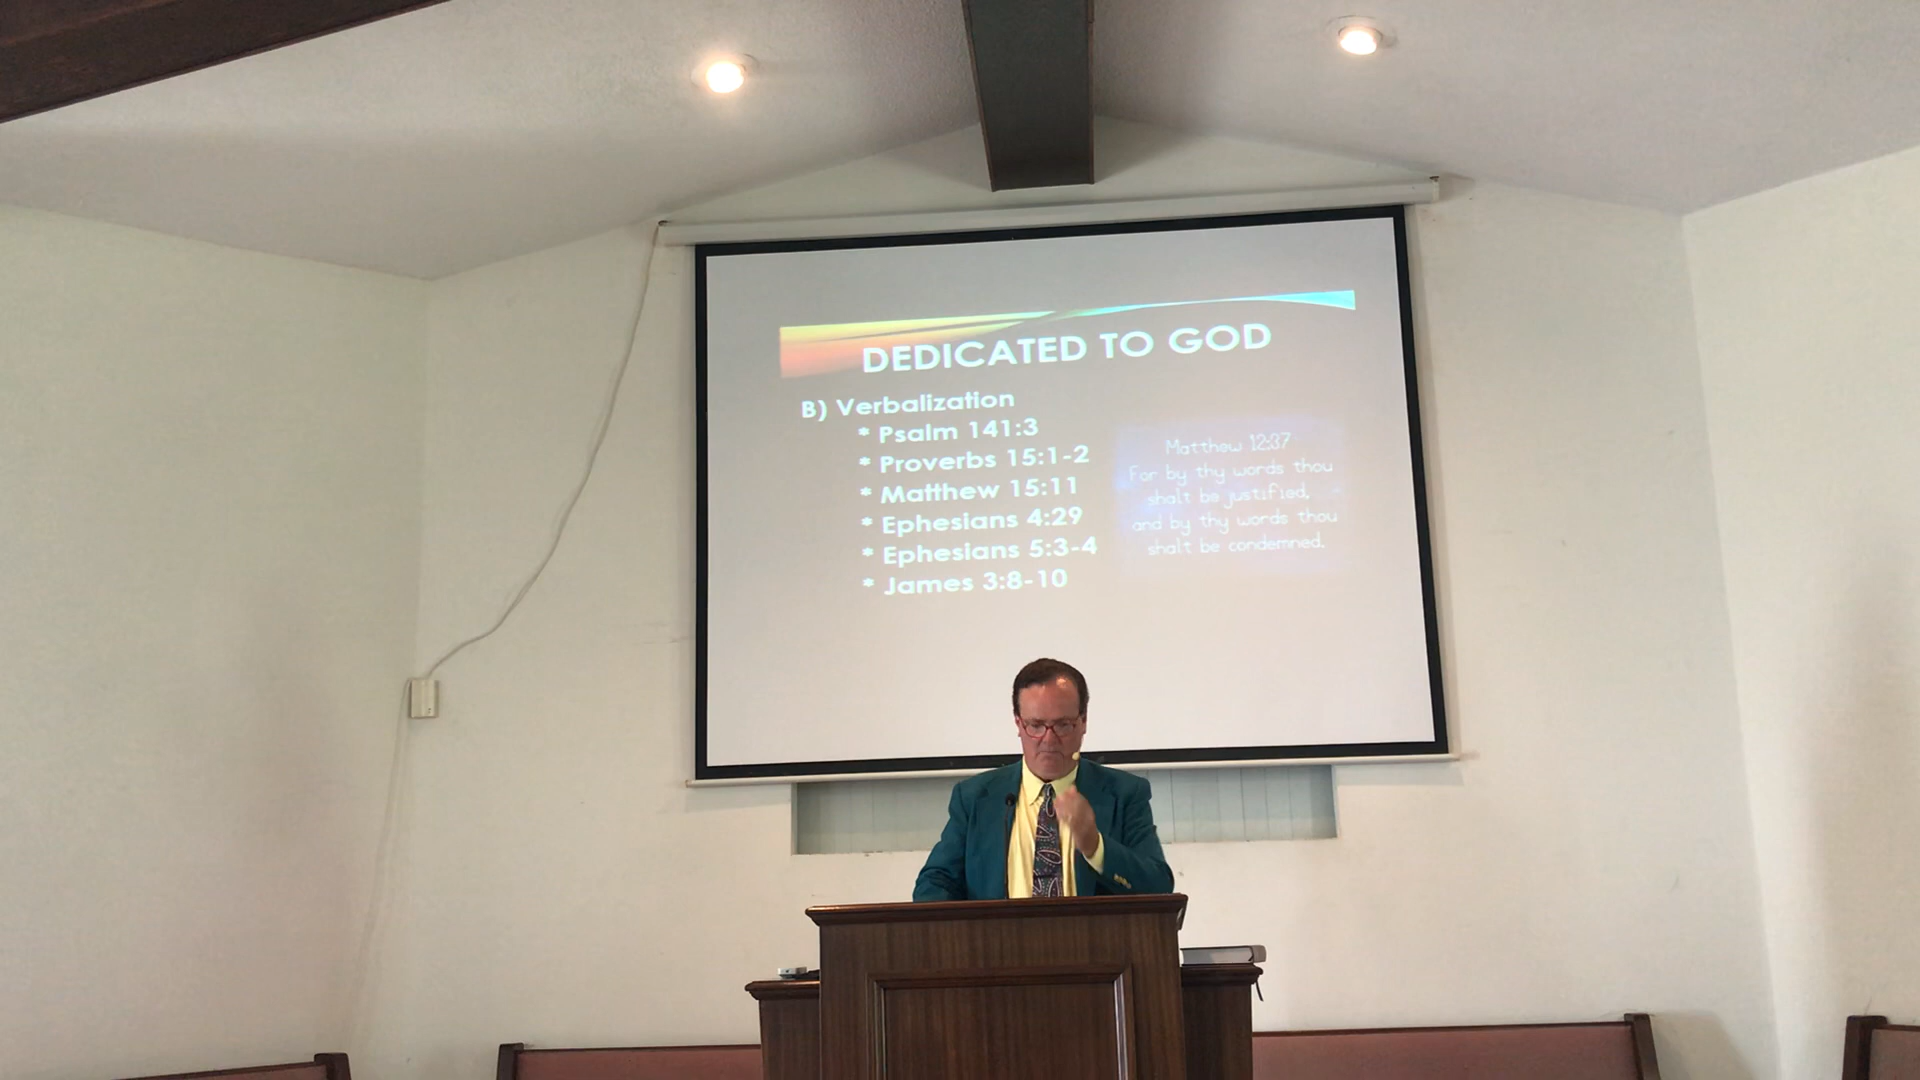 DEDICATED TO GOD
B) Verbalization
* Psalm 141:3
* Proverbs 15:1-2
* Matthew 15:11
* Ephesians 4:29
* Ephesians 5:3-4
* James 3:8-10
Matthew 12:37
For by thy words thou
shalt be justified,
and by thy words thou
shalt be condemned.